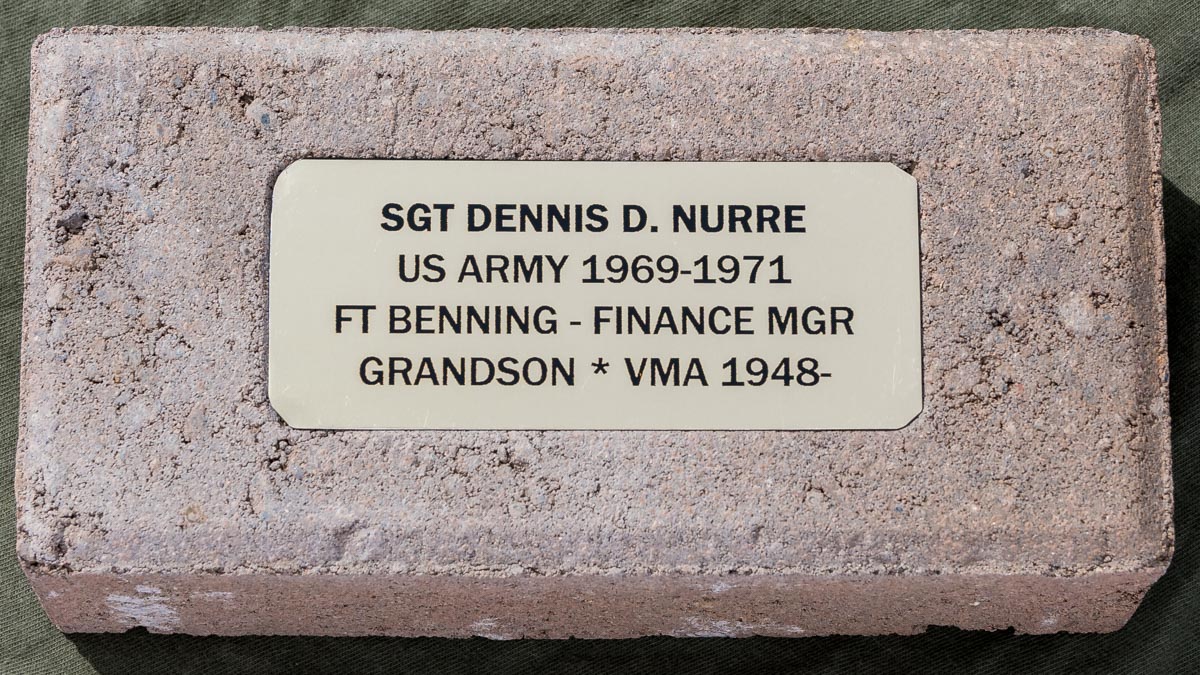 SGT DENNIS D. NURRE
US ARMY 1969-1971
FT BENNING - FINANCE MGR
GRANDSON * VMA 1948-